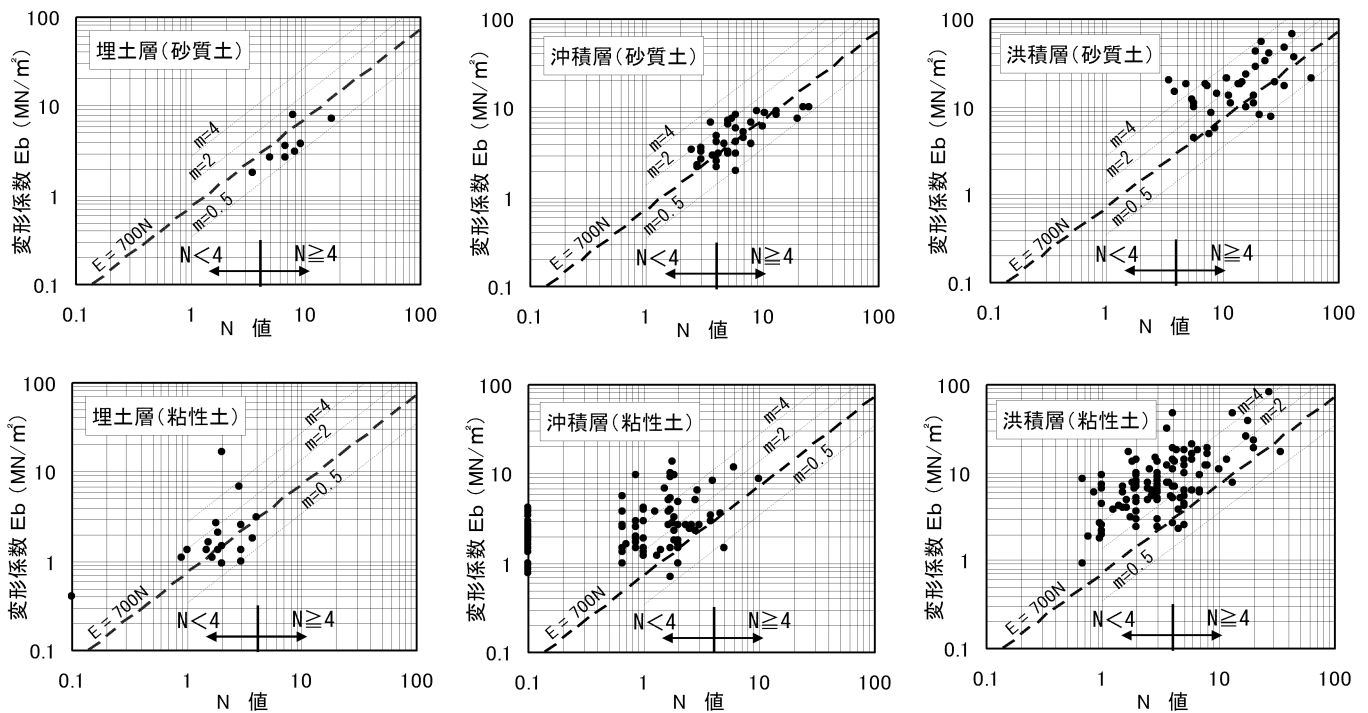 埋土層(砂質土)
変形係数 Eb (MN/㎡)
100
10
1
0.1
m=4
m=2
m=0.5
E = 700N
N<4
N≧4
0.1
1
10
100
N 値
沖積層(砂質土)
変形係数 Eb (MN/㎡)
100
10
1
0.1
m=4
m=2
m=0.5
E = 700N
N<4
N≧4
0.1
1
10
100
N 値
洪積層(砂質土)
変形係数 Eb (MN/㎡)
100
10
1
0.1
m=4
m=2
m=0.5
E = 700N
N<4
N≧4
0.1
1
10
100
N 値
埋土層(粘性土)
変形係数 Eb (MN/㎡)
100
10
1
0.1
m=4
m=2
m=0.5
E = 700N
N<4
N≧4
0.1
1
10
100
N 値
沖積層(粘性土)
変形係数 Eb (MN/㎡)
100
10
1
0.1
m=4
m=2
m=0.5
E = 700N
N<4
N≧4
0.1
1
10
100
N 値
洪積層(粘性土)
変形係数 Eb (MN/㎡)
100
10
1
0.1
m=4
m=2
m=0.5
E = 700N
N<4
N≧4
0.1
1
10
100
N 値